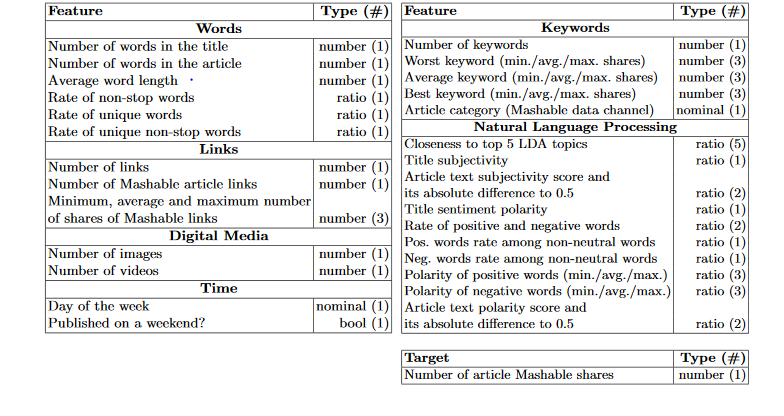 Feature Type (#)
Words
Number of words in the title number (1)
Number of words in the article number (1)
Average word length number (1)
Rate of non-stop words ratio (1)
Rate of unique words ratio (1)
Rate of unique non-stop words ratio (1)
Links
Number of links number (1)
Number of Mashable article links number (1)
Minimum, average and maximum number
of shares of Mashable links number (3)
Digital Media
Number of images number (1)
Number of videos number (1)
Time
Day of the week nominal (1)
Published on a weekend? bool (1)
Feature Type (#)
Keywords
Number of keywords number (1)
Worst keyword (min./avg./max. shares) number (3)
Average keyword (min./avg./max. shares) number (3)
Best keyword (min./avg./max. shares) number (3)
Article category (Mashable data channel) nominal (1)
Natural Language Processing
Closeness to top 5 LDA topics ratio (5)
Title subjectivity ratio (1)
Article text subjectivity score and
its absolute difference to 0.5 ratio (2)
Title sentiment polarity ratio (1)
Rate of positive and negative words ratio (2)
Pos. words rate among non-neutral words ratio (1)
Neg. words rate among non-neutral words ratio (1)
Polarity of positive words (min./avg./max.) ratio (3)
Polarity of negative words (min./avg./max.) ratio (3)
Article text polarity score and
its absolute difference to 0.5 ratio (2)
Target Type (#)
Number of article Mashable shares number (1)